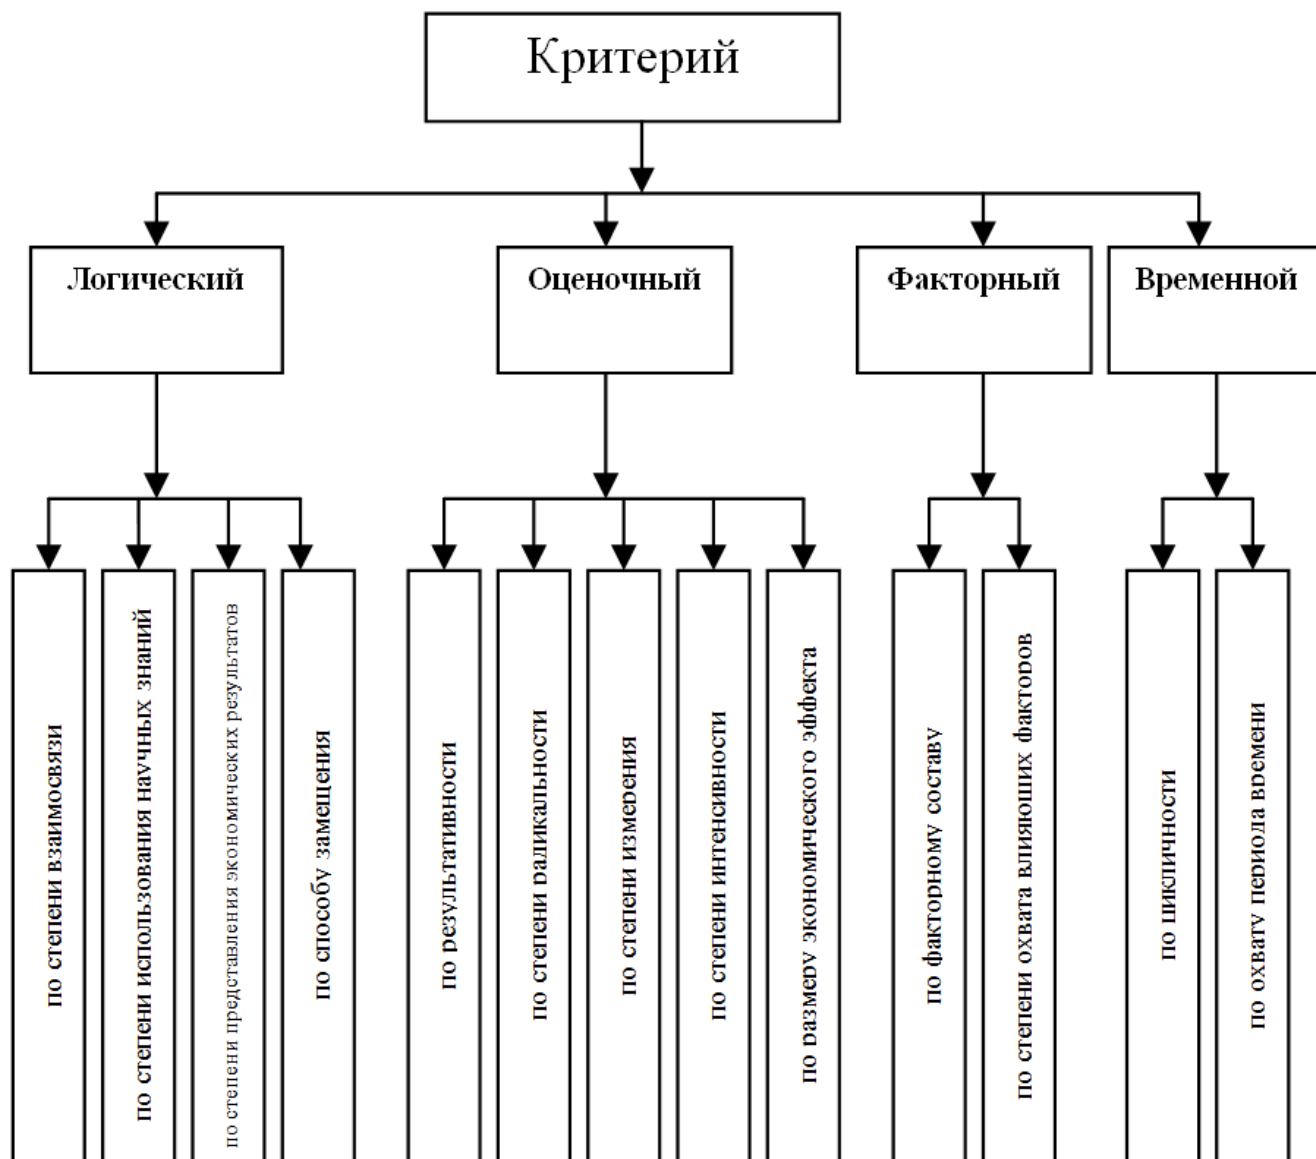 Критерий
Логический
Оценочный
Факторный
Временной
по степени взаимосвязи
по степени использования научных знаний
по степени представления экономических результатов
по способу замещения
по результативности
по степени радикальности
по степени измерения
по степени интенсивности
по размеру экономического эффекта
по факторному составу
по степени охвата влияющих факторов
по цикличности
по охвату периода времени